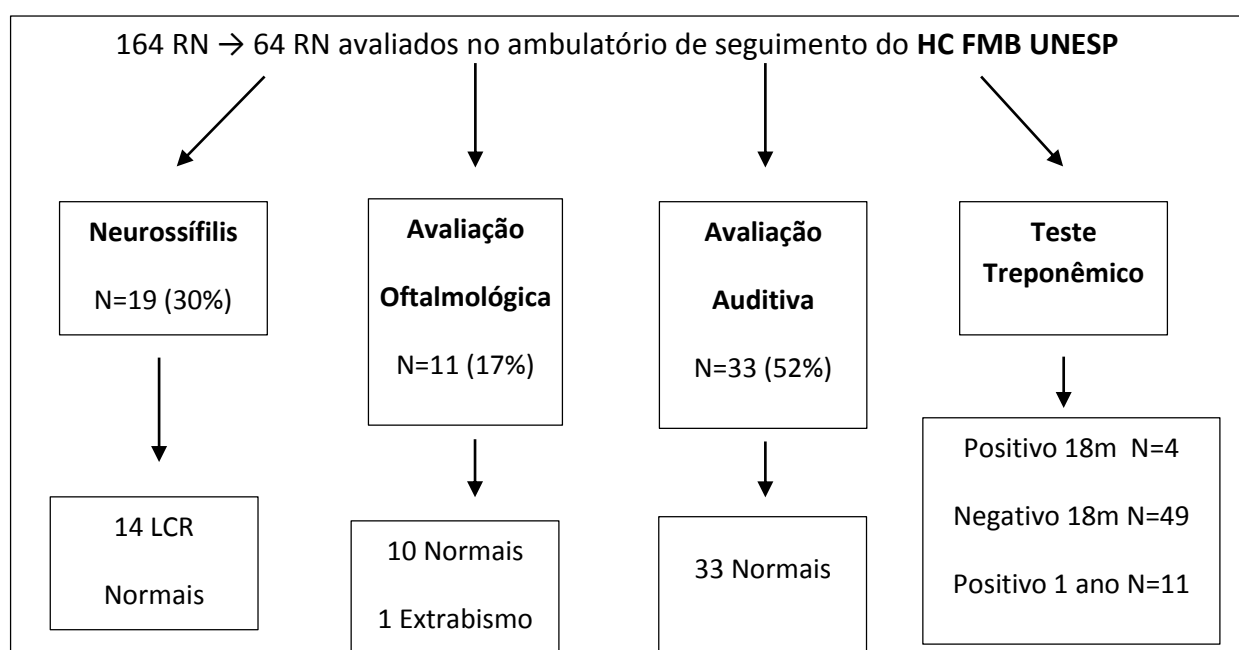 164 RN → 64 RN avaliados no ambulatório de seguimento do HC FMB UNESP
Neurossífilis
N=19 (30%)
14 LCR
Normais
Avaliação
Oftalmológica
N=11 (17%)
10 Normais
1 Extrabismo
Avaliação
Auditiva
N=33 (52%)
33 Normais
Teste
Treponêmico
Positivo 18m N=4
Negativo 18m N=49
Positivo 1 ano N=11